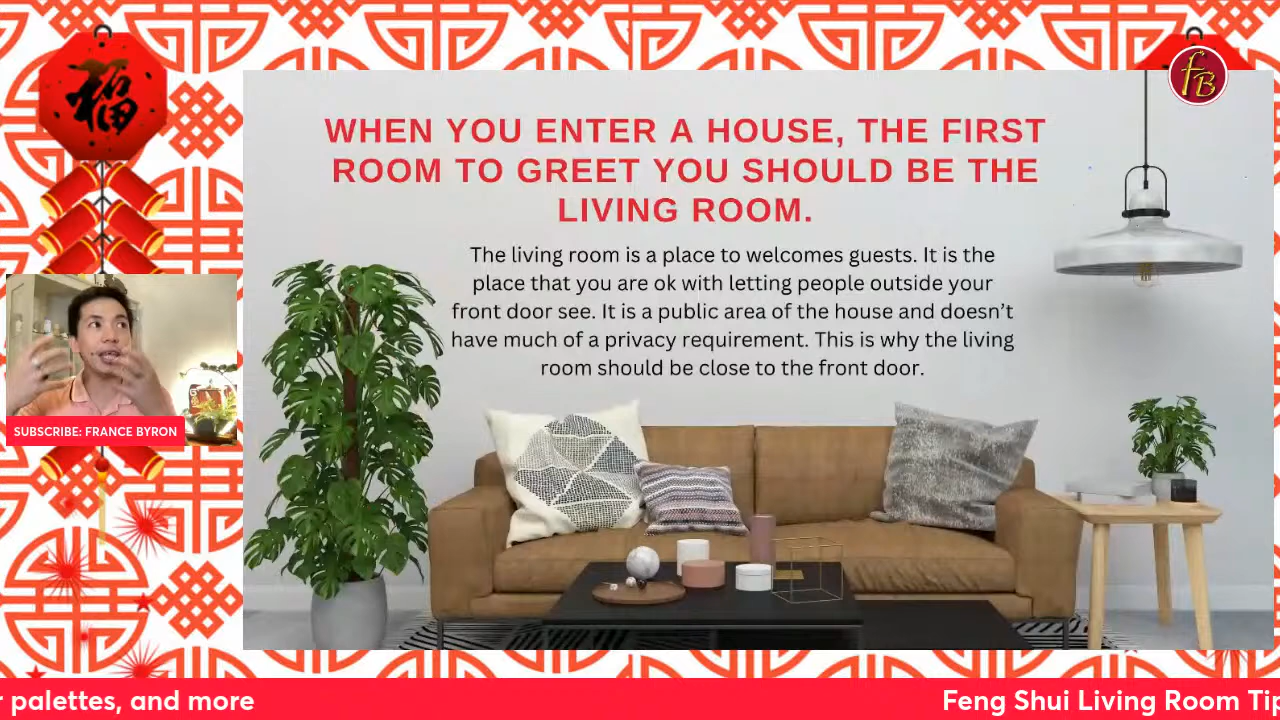 福
fB
WHEN YOU ENTER A HOUSE, THE FIRST
ROOM TO GREET YOU SHOULD BE THE
LIVING ROOM.
The living room is a place to welcomes guests. It is the
place that you are ok with letting people outside your
front door see. It is a public area of the house and doesn't
have much of a privacy requirement. This is why the living
room should be close to the front door.
SUBSCRIBE: FRANCE BYRON
palettes, and more
Feng Shui Living Room